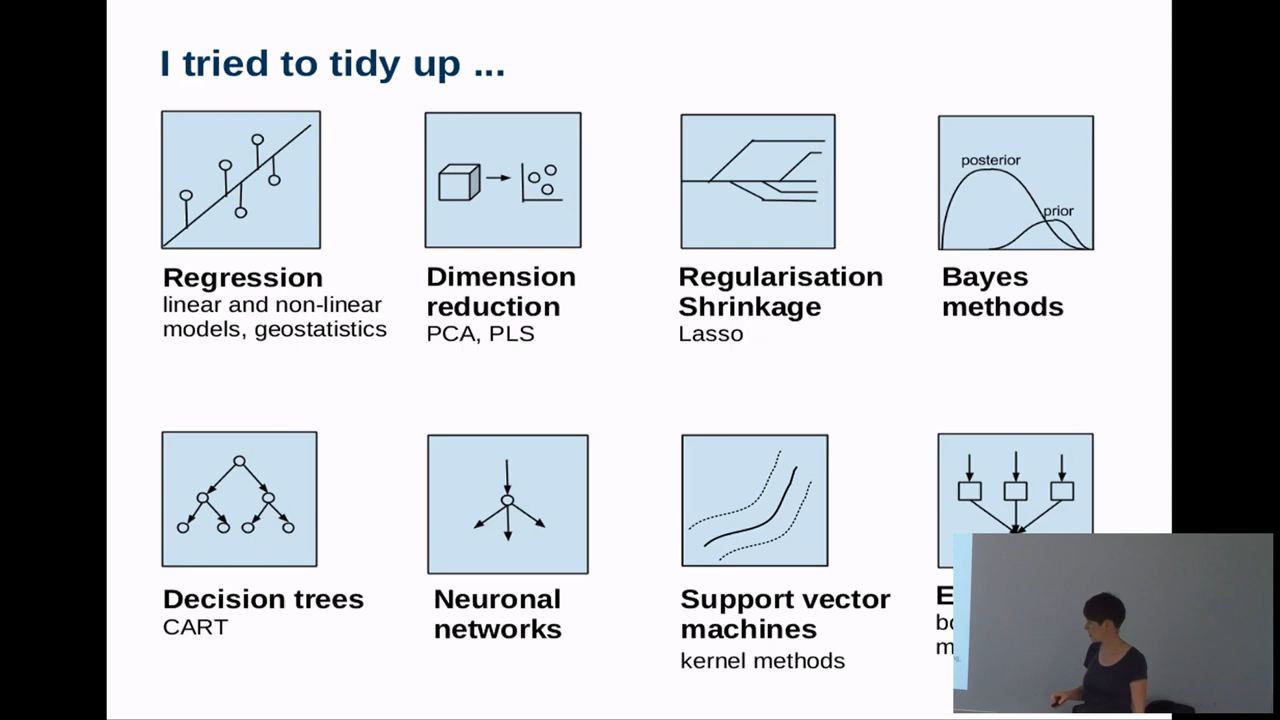 I tried to tidy up ...
posterior
prior
Regression
linear and non-linear
models, geostatistics
Dimension
reduction
PCA, PLS
Regularisation
Shrinkage
Lasso
Bayes
methods
Decision trees
CART
Neuronal
networks
Support vector
machines
kernel methods